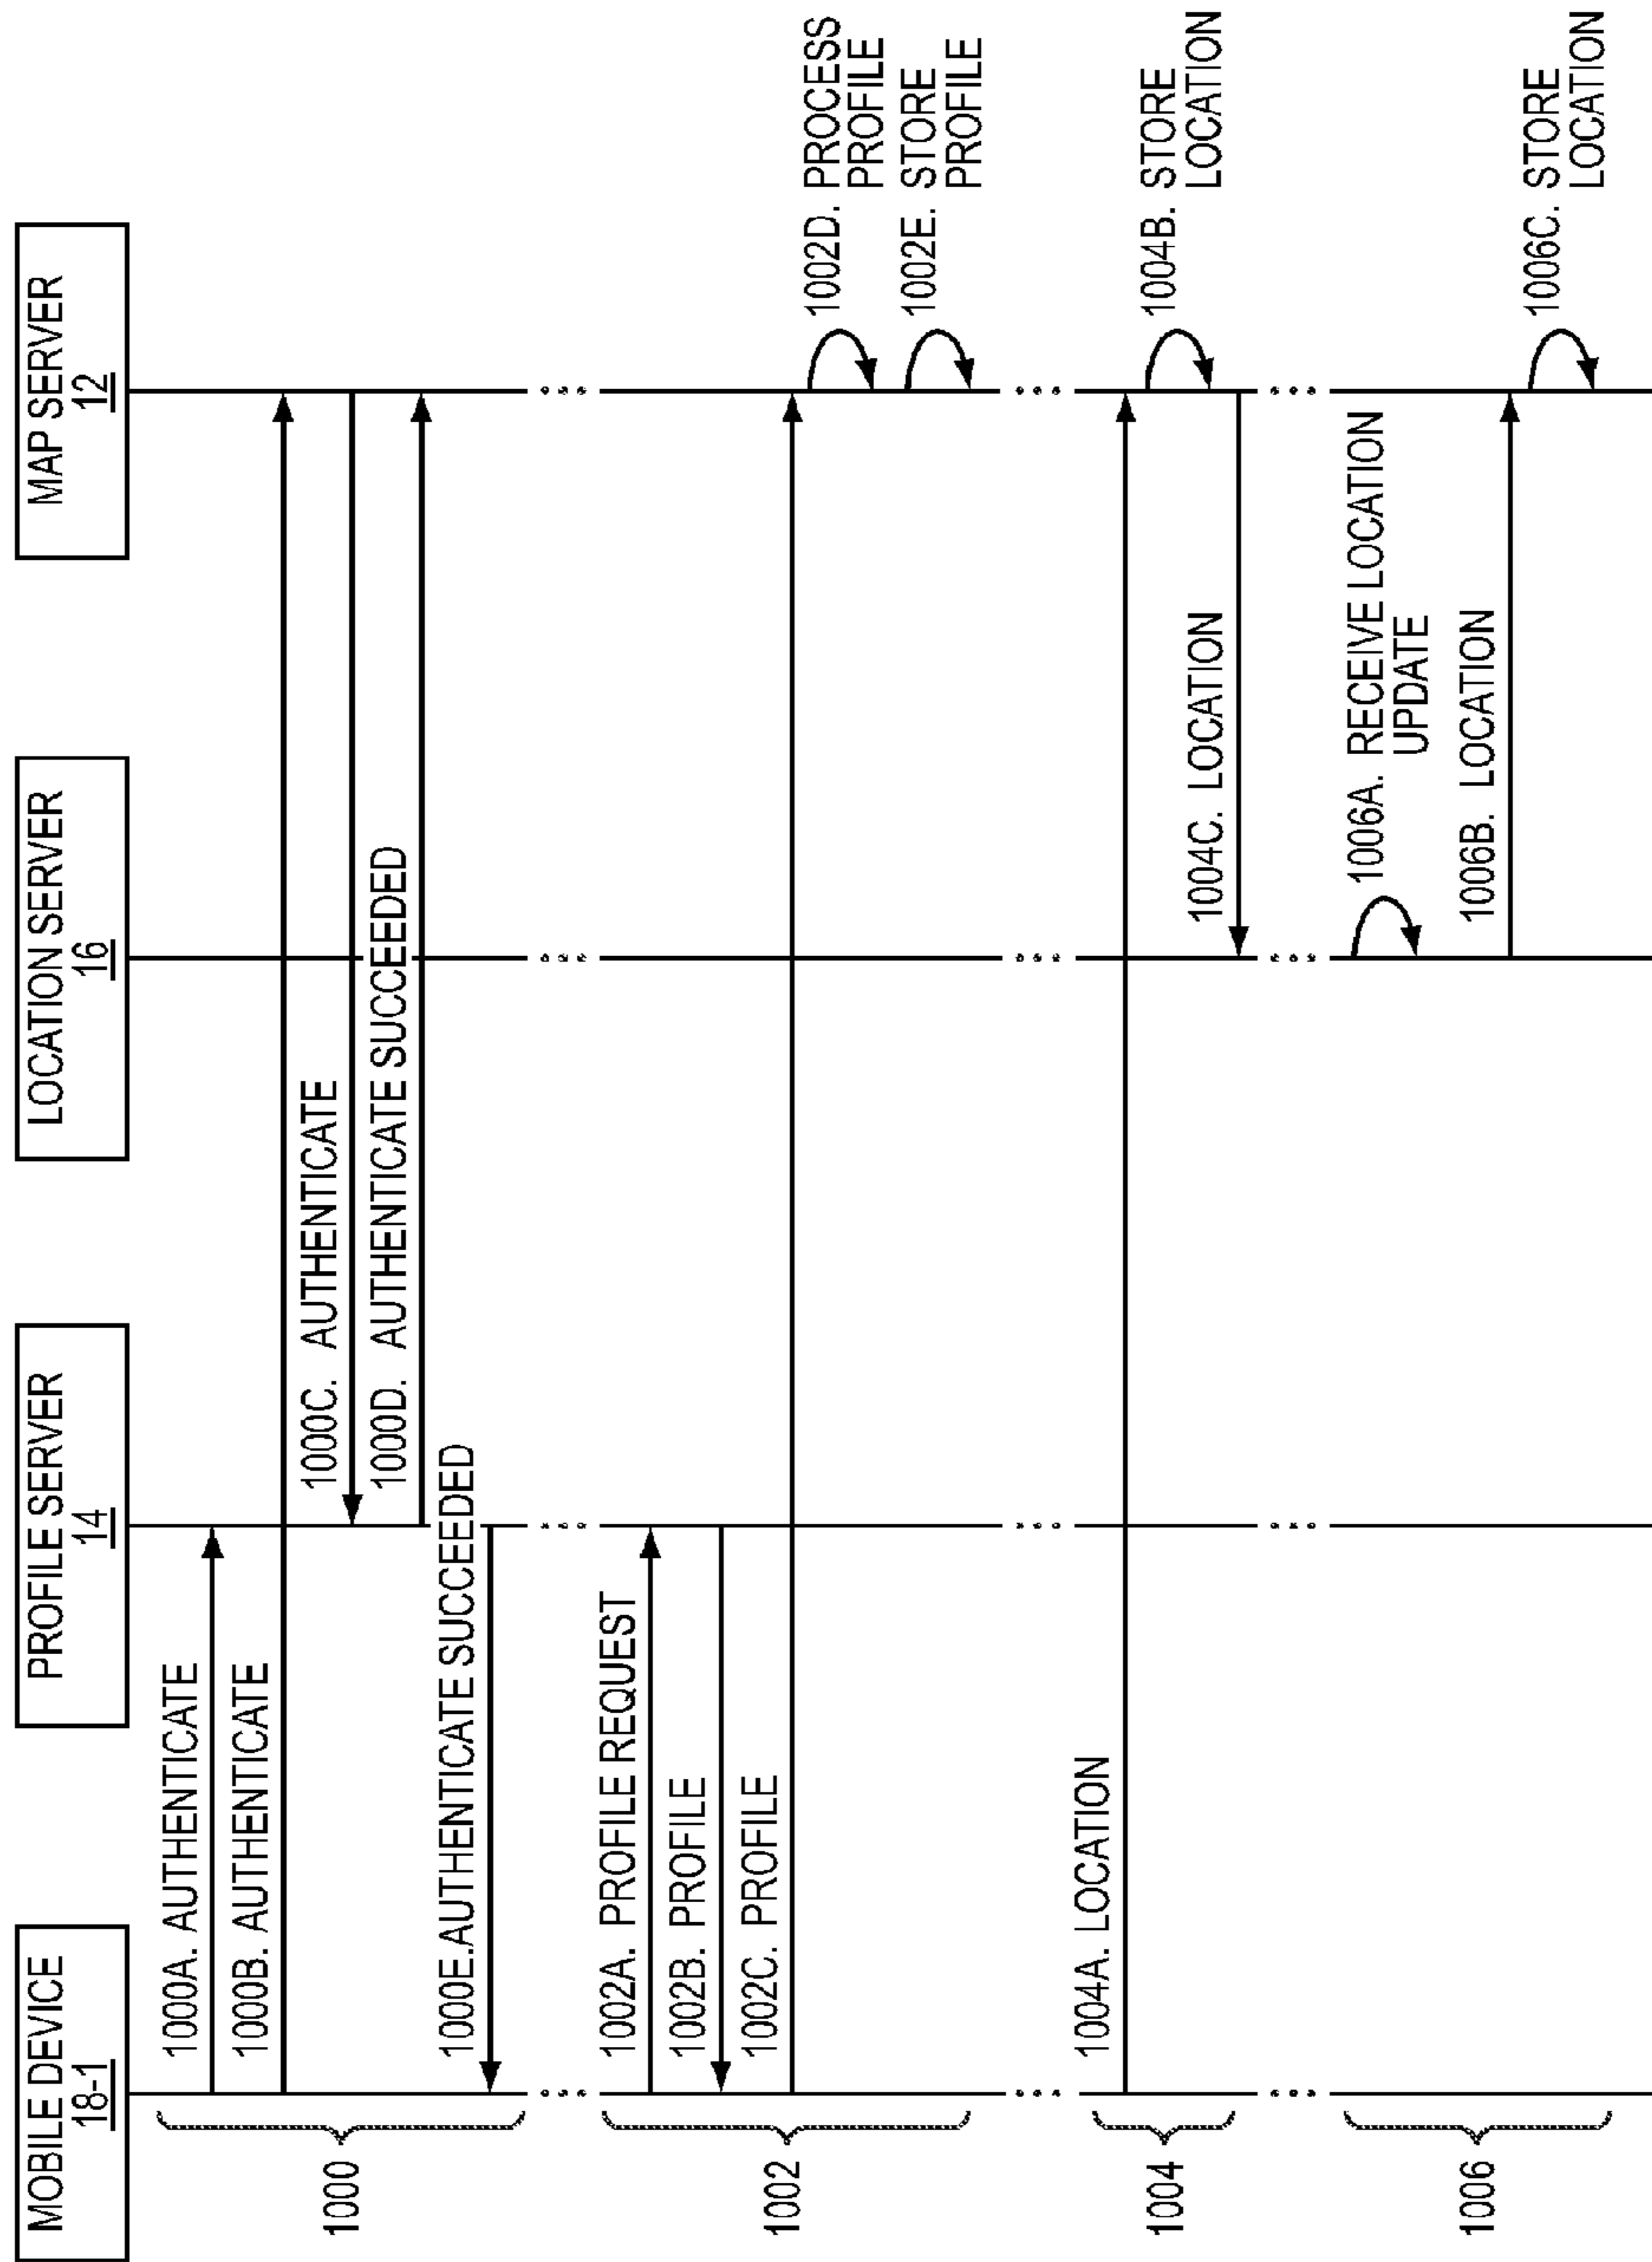 MOBILE DEVICE
18-1
PROFILE SERVER
14
LOCATION SERVER
16
MAP SERVER
12
1000
1000A. AUTHENTICATE
1000B. AUTHENTICATE
1000C. AUTHENTICATE
1000D. AUTHENTICATE SUCCEEDED
1000E.AUTHENTICATE SUCCEEDED
1002
1002A. PROFILE REQUEST
1002B. PROFILE
1002C. PROFILE
1002D. PROCESS
PROFILE
1002E. STORE
PROFILE
1004
1004A. LOCATION
1004B. STORE
LOCATION
1004C. LOCATION
1006
1006A. RECEIVE LOCATION
UPDATE
1006B. LOCATION
1006C. STORE
LOCATION